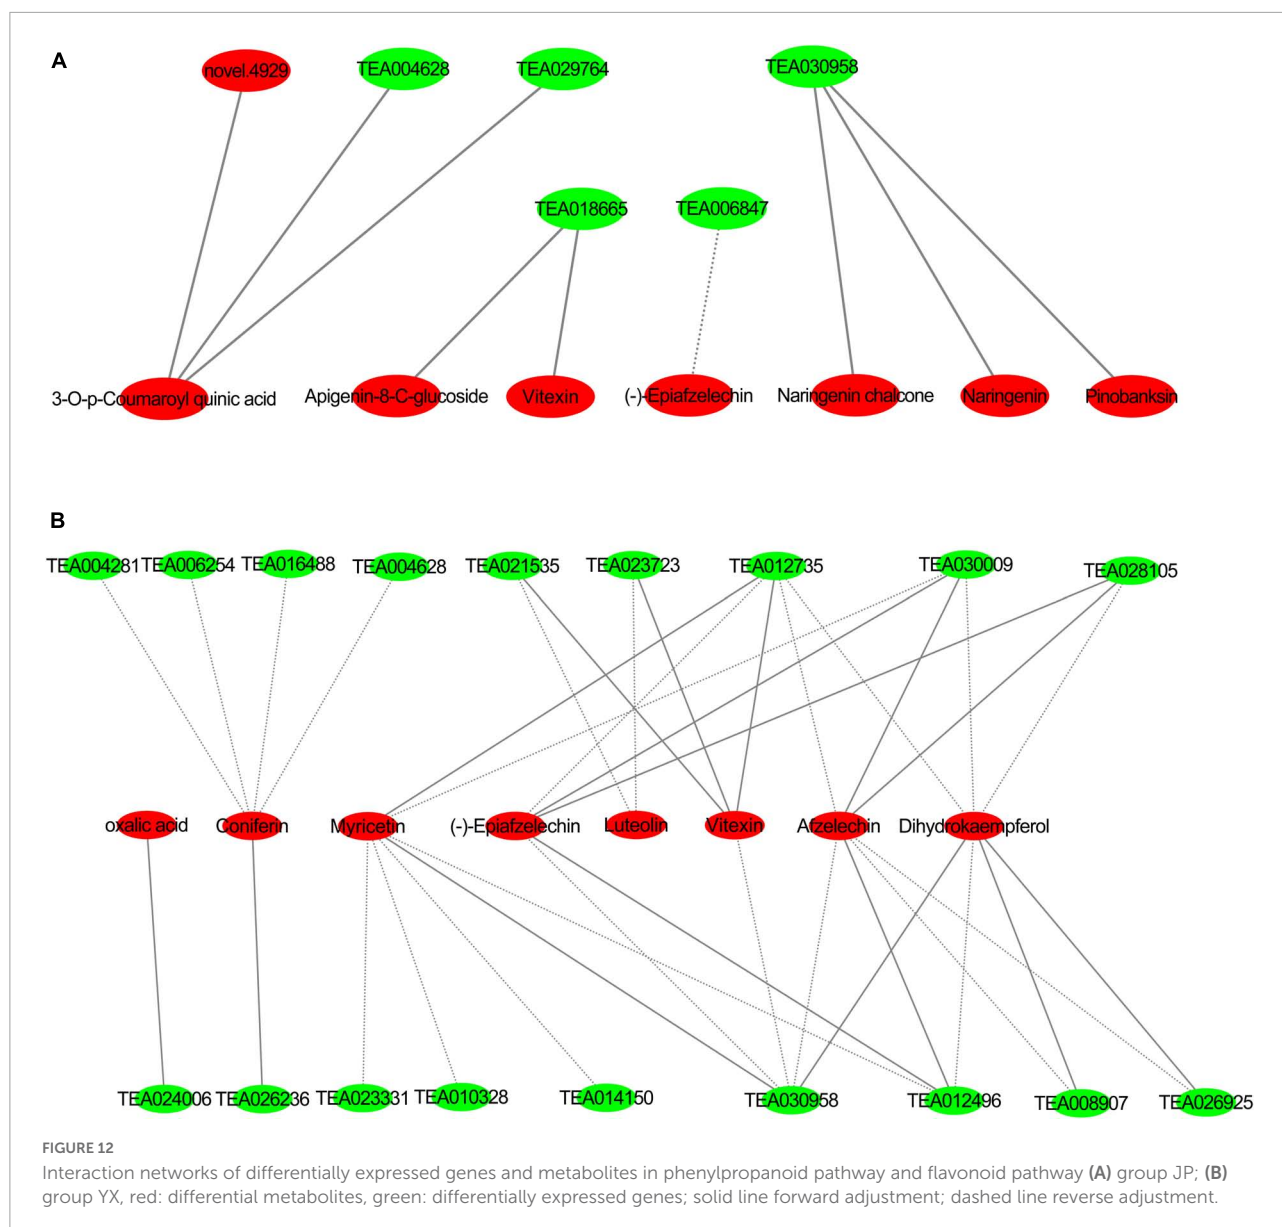 A
novel.4929 TEA004628 TEA029764 TEA030958
TEA018665 TEA006847
3-O-p-Coumaroyl quinic acid Apigenin-8-C-glucoside Vitexin (-)-Epiafzelechin Naringenin chalcone Naringenin Pinobanksin
B
TEA004281 TEA006254 TEA016488 TEA004628 TEA021535 TEA023723 TEA012735 TEA030009 TEA028105
oxalic acid Coniferin Myricetin (-)-Epiafzelechin Luteolin Vitexin Afzelechin Dihydrokaempferol
TEA024006 TEA026236 TEA023331 TEA010328 TEA014150 TEA030958 TEA012496 TEA008907 TEA026925
FIGURE 12
Interaction networks of differentially expressed genes and metabolites in phenylpropanoid pathway and flavonoid pathway (A) group JP; (B)
group YX, red: differential metabolites, green: differentially expressed genes; solid line forward adjustment; dashed line reverse adjustment.